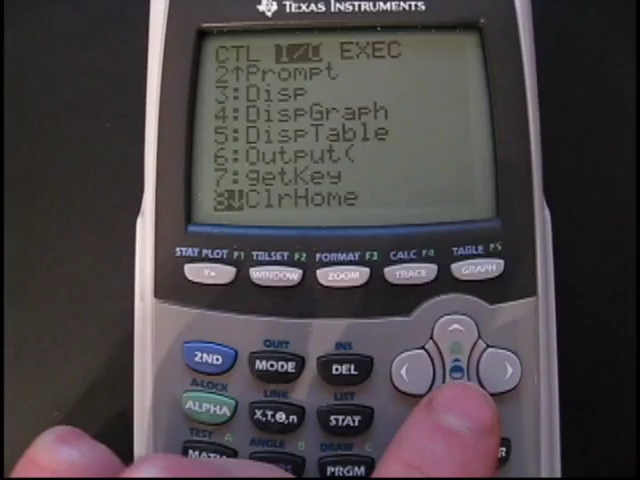 TEXAS INSTRUMENTS
CTL I/O EXEC
2↑Prompt
3:Disp
4:DispGraph
5:DispTable
6:Output(
7:getKey
8↓ClrHome
STAT PLOT F1 TBLSET F2 FORMAT F3 CALC F4 TABLE F5
Y= WINDOW ZOOM TRACE GRAPH
QUIT INS
2ND MODE DEL
A-LOCK LINK LIST
ALPHA X,T,Θ,n STAT
TEST A ANGLE B DRAW C
MATH PRGM